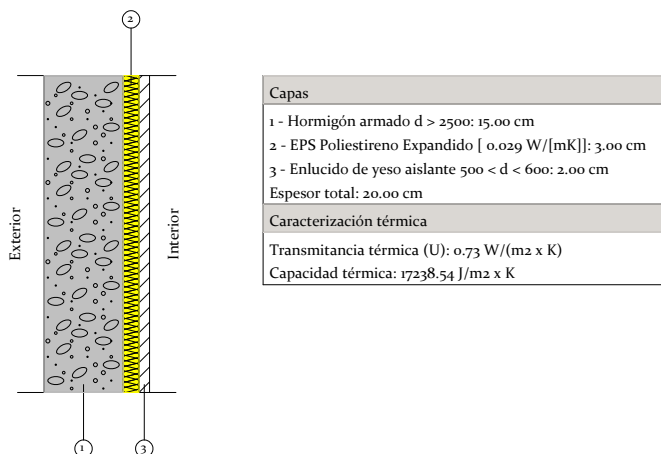 2
Exterior
Interior
1
3
Capas
1 - Hormigón armado d > 2500: 15.00 cm
2 - EPS Poliestireno Expandido [ 0.029 W/[mK]]: 3.00 cm
3 - Enlucido de yeso aislante 500 < d < 600: 2.00 cm
Espesor total: 20.00 cm
Caracterización térmica
Transmitancia térmica (U): 0.73 W/(m2 x K)
Capacidad térmica: 17238.54 J/m2 x K